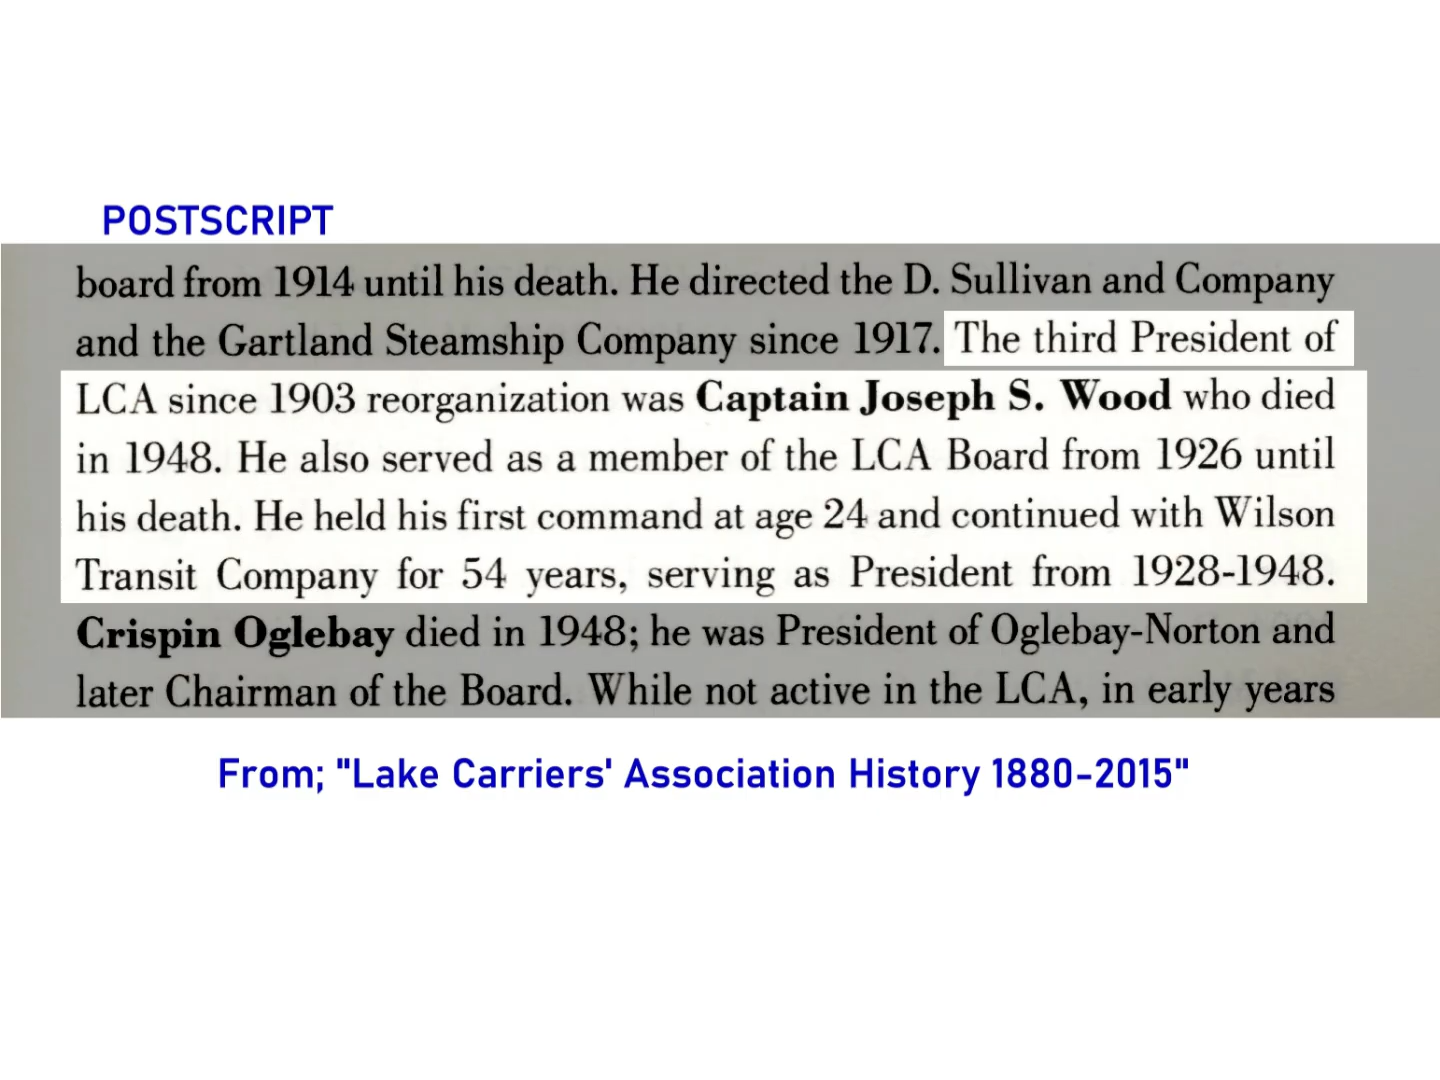 POSTSCRIPT
board from 1914 until his death. He directed the D. Sullivan and Company
and the Gartland Steamship Company since 1917. The third President of
LCA since 1903 reorganization was Captain Joseph S. Wood who died
in 1948. He also served as a member of the LCA Board from 1926 until
his death. He held his first command at age 24 and continued with Wilson
Transit Company for 54 years, serving as President from 1928-1948.
Crispin Oglebay died in 1948; he was President of Oglebay-Norton and
later Chairman of the Board. While not active in the LCA, in early years
From; "Lake Carriers' Association History 1880-2015"